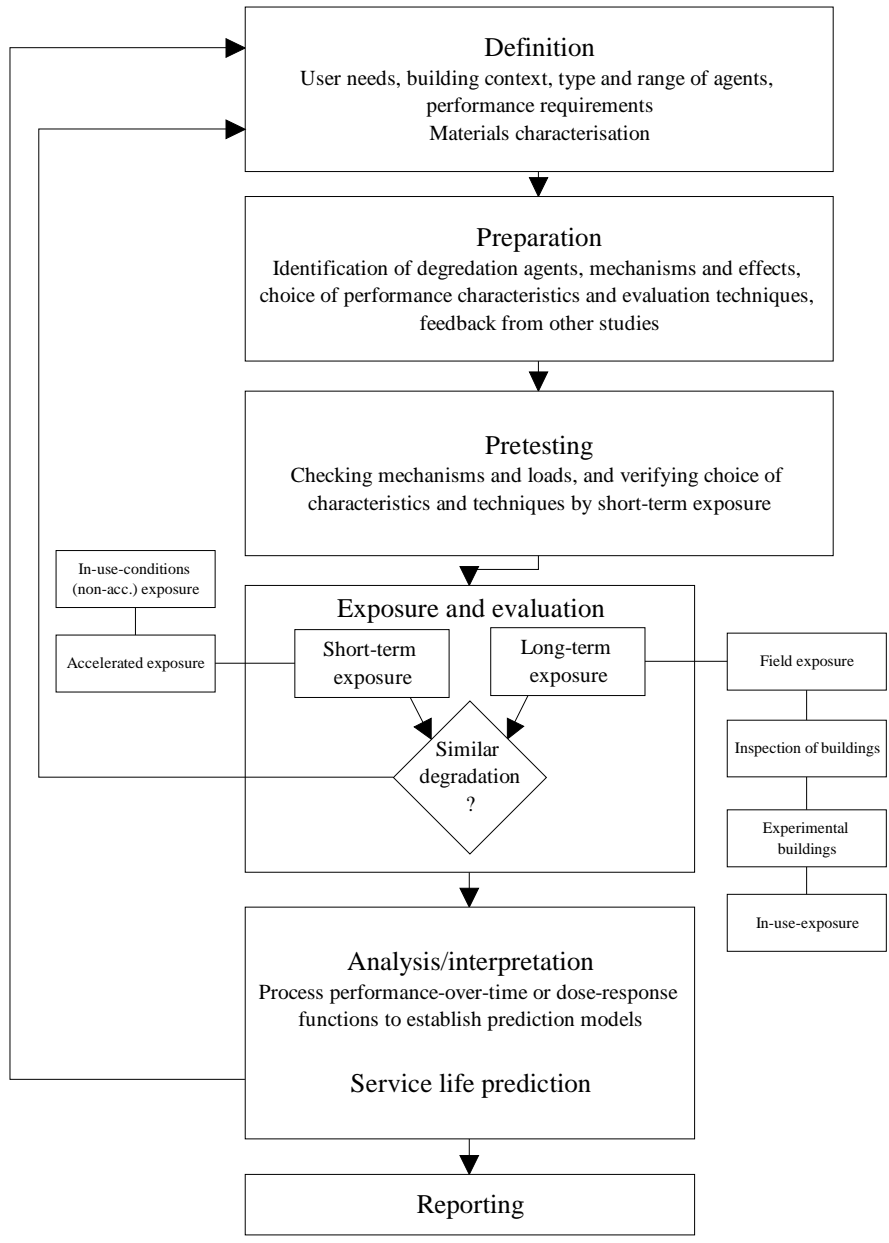 Definition
User needs, building context, type and range of agents,
performance requirements
Materials characterisation
Preparation
Identification of degredation agents, mechanisms and effects,
choice of performance characteristics and evaluation techniques,
feedback from other studies
Pretesting
Checking mechanisms and loads, and verifying choice of
characteristics and techniques by short-term exposure
In-use-conditions
(non-acc.) exposure
Accelerated exposure
Exposure and evaluation
Short-term
exposure
Long-term
exposure
Similar
degradation
?
Field exposure
Inspection of buildings
Experimental
buildings
In-use-exposure
Analysis/interpretation
Process performance-over-time or dose-response
functions to establish prediction models
Service life prediction
Reporting